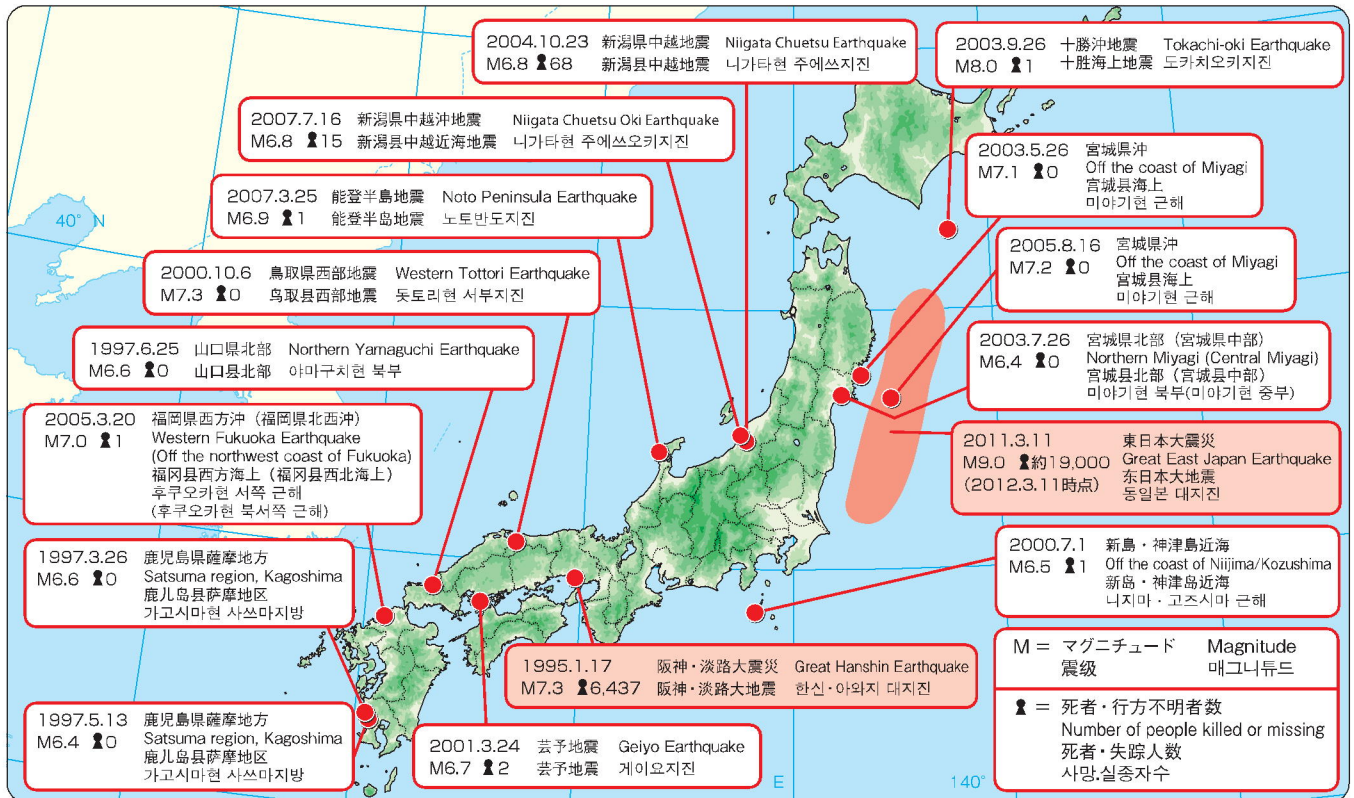 2004.10.23 新潟県中越地震 Niigata Chuetsu Earthquake
M6.8 68 新潟县中越地震 니가타현 주에쓰지진
2003.9.26 十勝沖地震 Tokachi-oki Earthquake
M8.0 1 十胜海上地震 도카치오키지진
2007.7.16 新潟県中越沖地震 Niigata Chuetsu Oki Earthquake
M6.8 15 新潟县中越近海地震 니가타현 주에쓰오키지진
2003.5.26 宮城県沖
M7.1 0 Off the coast of Miyagi
宫城县海上
미야기현 근해
2007.3.25 能登半島地震 Noto Peninsula Earthquake
M6.9 1 能登半岛地震 노토반도지진
40° N
2005.8.16 宮城県沖
M7.2 0 Off the coast of Miyagi
宫城县海上
미야기현 근해
2000.10.6 鳥取県西部地震 Western Tottori Earthquake
M7.3 0 鸟取县西部地震 돗토리현 서부지진
2003.7.26 宮城県北部（宮城県中部）
M6.4 0 Northern Miyagi (Central Miyagi)
宫城县北部（宫城县中部）
미야기현 북부(미야기현 중부)
1997.6.25 山口県北部 Northern Yamaguchi Earthquake
M6.6 0 山口县北部 야마구치현 북부
2005.3.20 福岡県西方沖（福岡県北西沖）
M7.0 1 Western Fukuoka Earthquake
(Off the northwest coast of Fukuoka)
福冈县西方海上（福冈县西北海上）
후쿠오카현 서쪽 근해
(후쿠오카현 북서쪽 근해)
2011.3.11 東日本大震災
M9.0 約19,000 Great East Japan Earthquake
(2012.3.11時点) 东日本大地震
동일본 대지진
1997.3.26 鹿児島県薩摩地方
M6.6 0 Satsuma region, Kagoshima
鹿儿岛县萨摩地区
가고시마현 사쓰마지방
2000.7.1 新島・神津島近海
M6.5 1 Off the coast of Niijima/Kozushima
新岛・神津岛近海
니지마・고즈시마 근해
1995.1.17 阪神・淡路大震災 Great Hanshin Earthquake
M7.3 6,437 阪神・淡路大地震 한신・아와지 대지진
1997.5.13 鹿児島県薩摩地方
M6.4 0 Satsuma region, Kagoshima
鹿儿岛县萨摩地区
가고시마현 사쓰마지방
2001.3.24 芸予地震 Geiyo Earthquake
M6.7 2 芸予地震 게이요지진
M = マグニチュード Magnitude
震级 매그니튜드
= 死者・行方不明者数
Number of people killed or missing
死者・失踪人数
사망.실종자수
E 140°